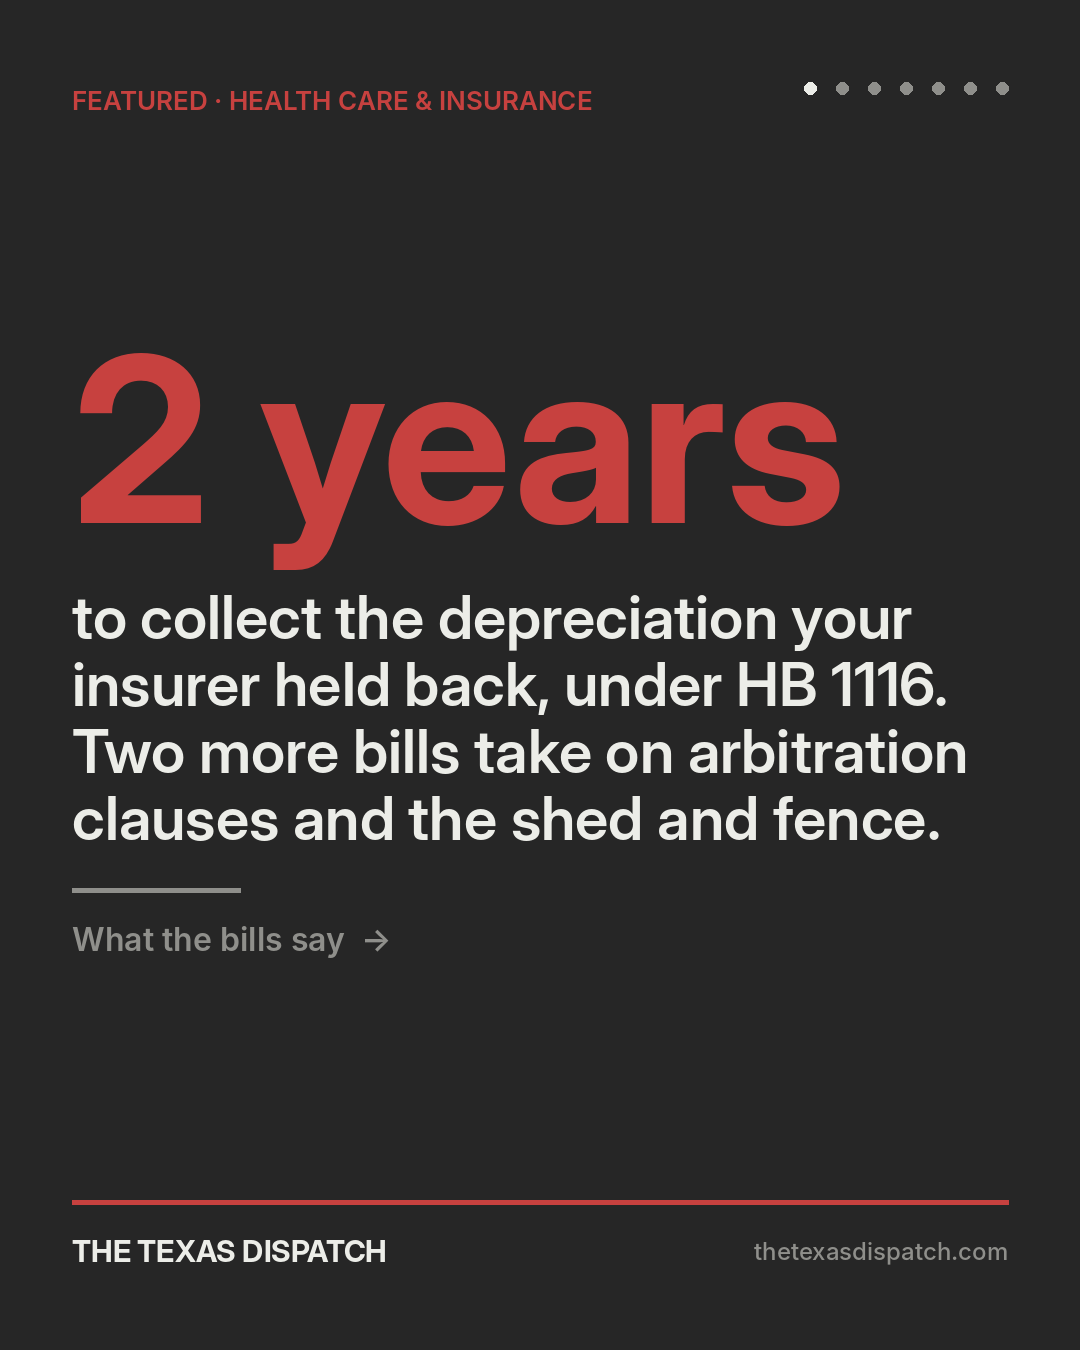 FEATURED · HEALTH CARE & INSURANCE
2 years
to collect the depreciation your
insurer held back, under HB 1116.
Two more bills take on arbitration
clauses and the shed and fence.
What the bills say →
THE TEXAS DISPATCH
thetexasdispatch.com